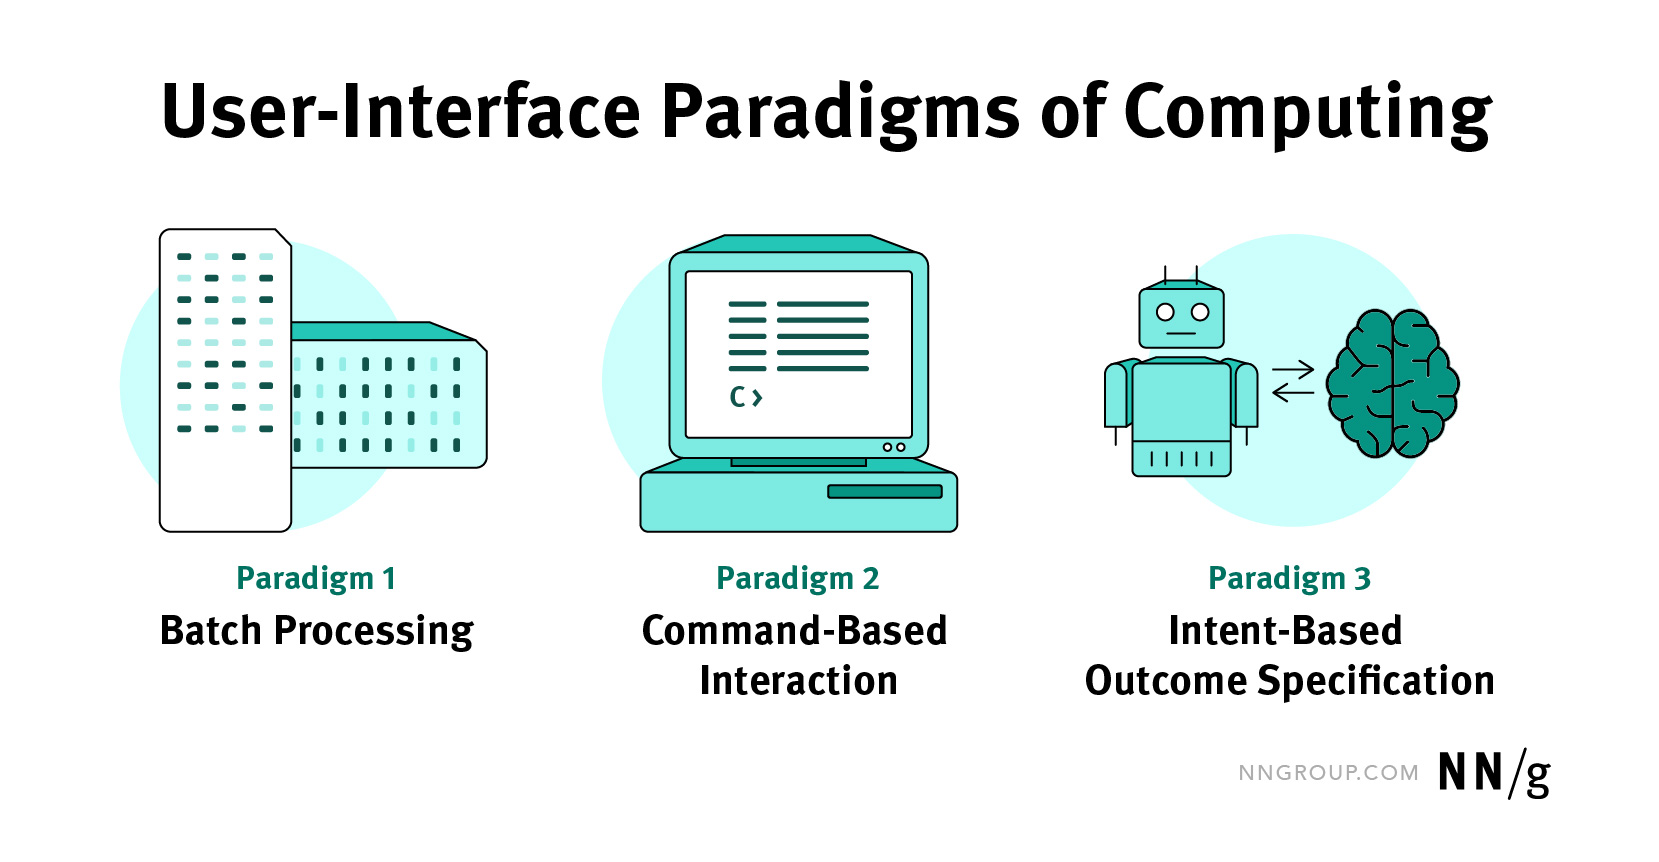 User-Interface Paradigms of Computing
C ›
Paradigm 1
Batch Processing
Paradigm 2
Command-Based
Interaction
Paradigm 3
Intent-Based
Outcome Specification
NNGROUP.COM NN/g